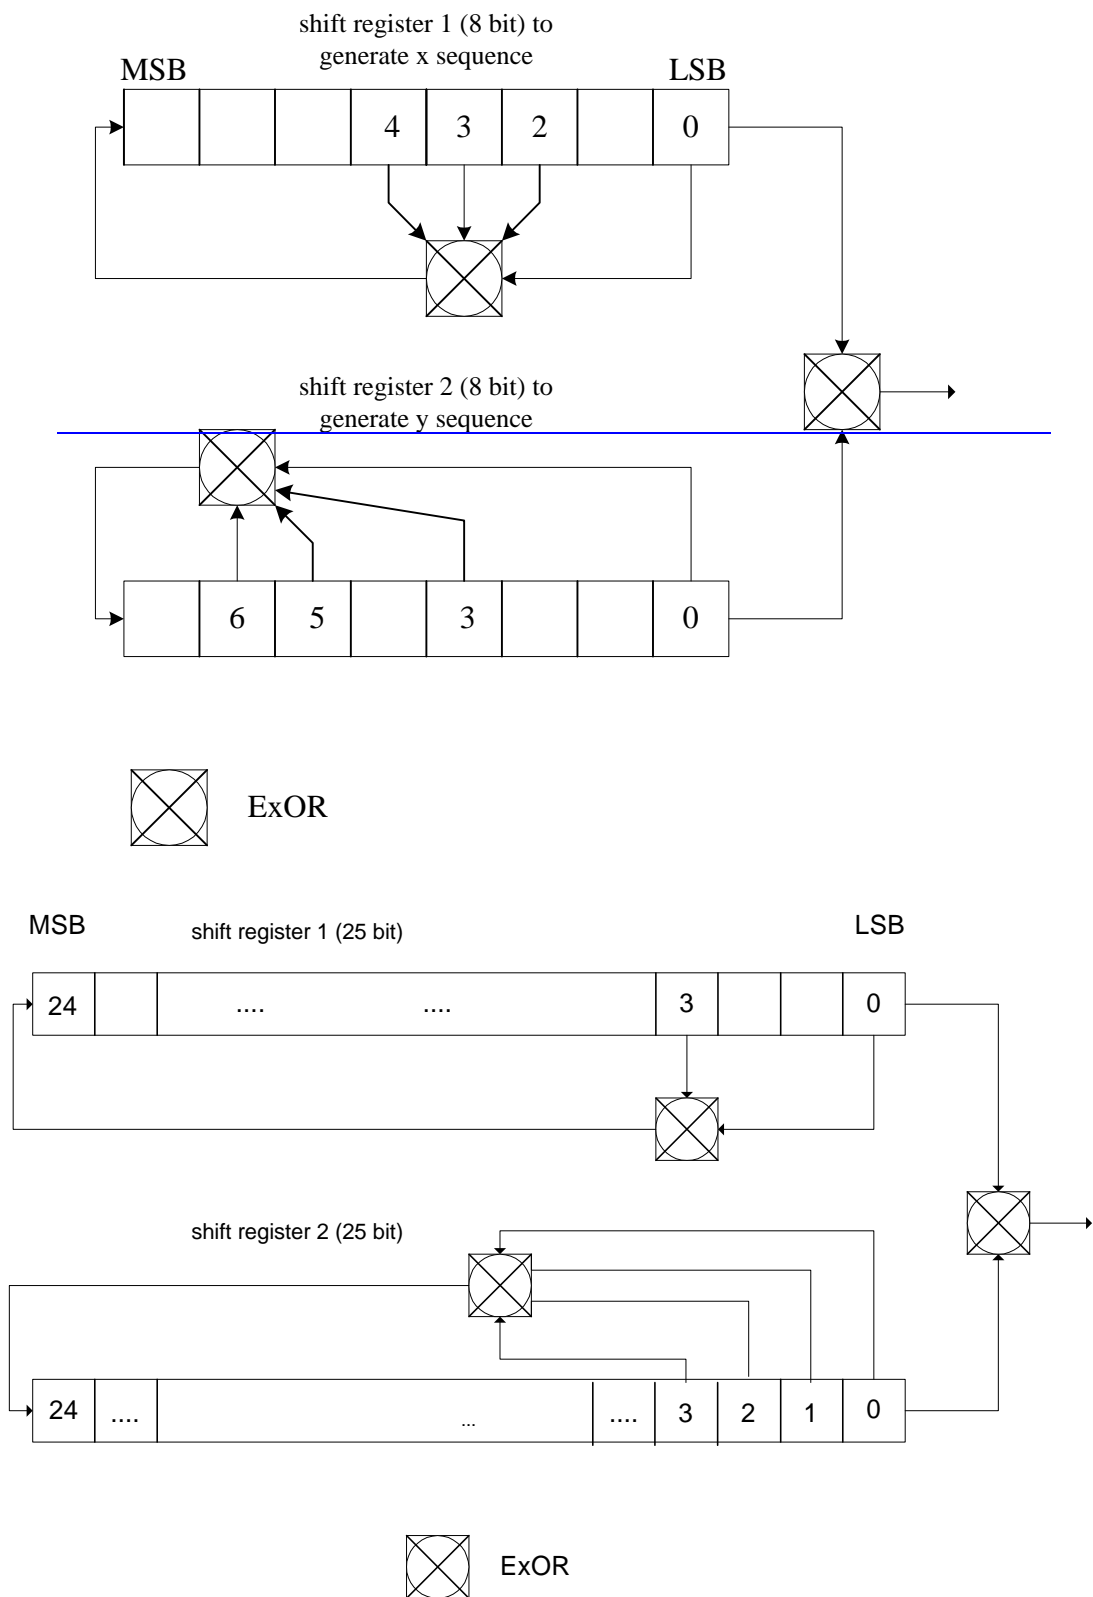 shift register 1 (8 bit) to
generate x sequence
MSB
LSB
4 3 2 0
shift register 2 (8 bit) to
generate y sequence
6 5 3 0
ExOR
MSB
shift register 1 (25 bit)
LSB
24 .... .... 3 0
shift register 2 (25 bit)
24 .... ... .... 3 2 1 0
ExOR